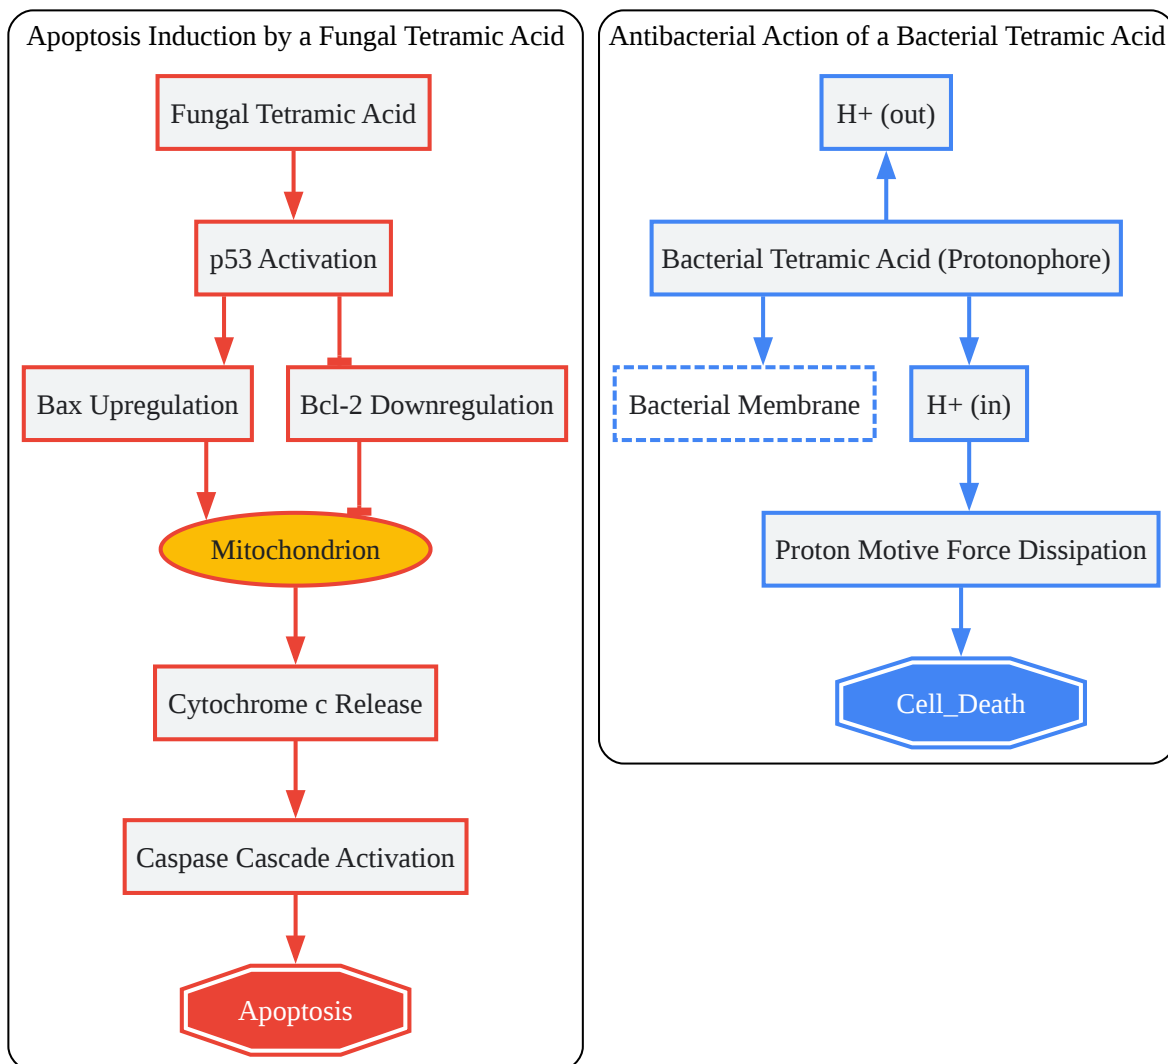 Apoptosis Induction by a Fungal Tetramic Acid
Fungal Tetramic Acid
p53 Activation
Bax Upregulation
Bcl-2 Downregulation
Mitochondrion
Cytochrome c Release
Caspase Cascade Activation
Apoptosis
Antibacterial Action of a Bacterial Tetramic Acid
H+ (out)
Bacterial Tetramic Acid (Protonophore)
Bacterial Membrane
H+ (in)
Proton Motive Force Dissipation
Cell_Death